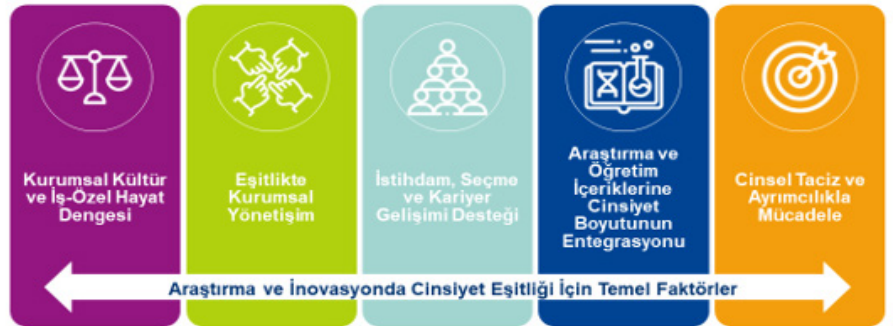 Kurumsal Kültür
ve İş-Özel Hayat
Dengesi
Eşitlikte
Kurumsal
Yönetişim
İstihdam, Seçme
ve Kariyer
Gelişimi Desteği
Araştırma ve
Öğretim
İçeriklerine
Cinsiyet
Boyutunun
Entegrasyonu
Cinsel Taciz ve
Ayrımcılıkla
Mücadele
Araştırma ve İnovasyonda Cinsiyet Eşitliği İçin Temel Faktörler